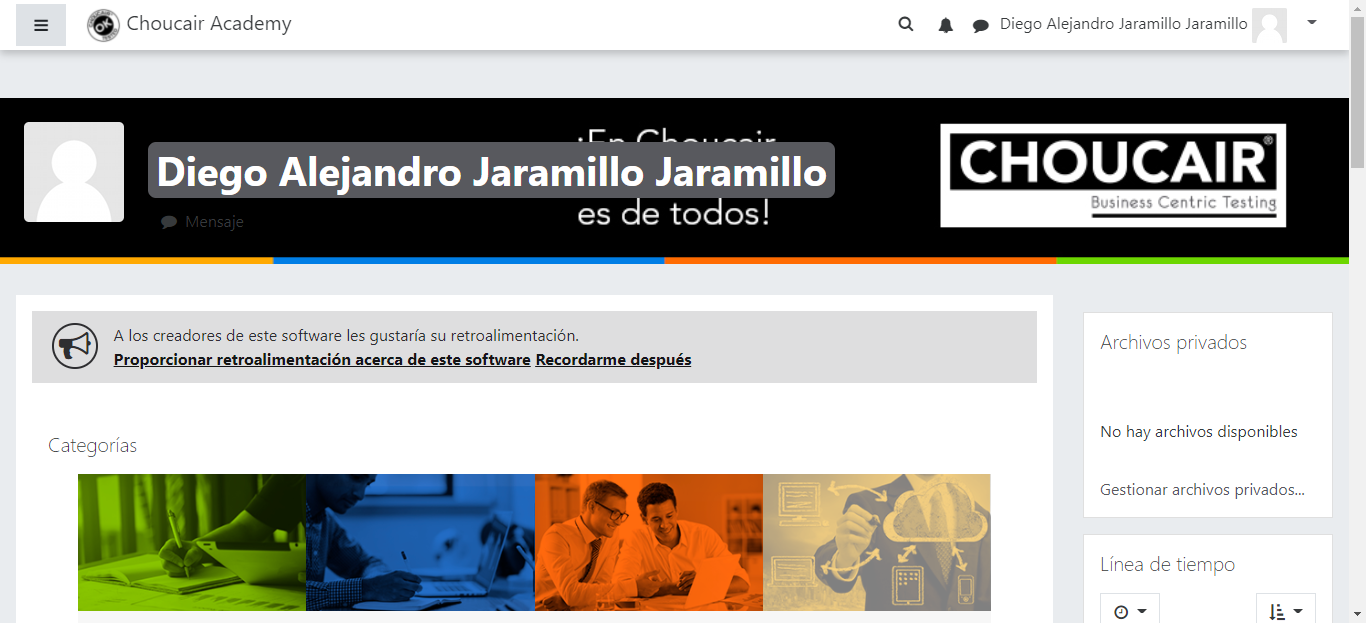 Choucair Academy
Diego Alejandro Jaramillo Jaramillo
¡En Choucair
Diego Alejandro Jaramillo Jaramillo
es de todos!
Mensaje
CHOUCAIR®
Business Centric Testing
A los creadores de este software les gustaría su retroalimentación.
Proporcionar retroalimentación acerca de este software Recordarme después
Categorías
Archivos privados
No hay archivos disponibles
Gestionar archivos privados...
Línea de tiempo